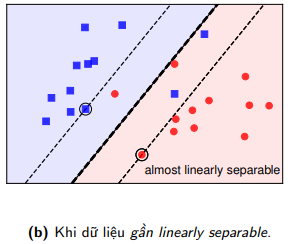 almost linearly separable
(b) Khi dữ liệu gần linearly separable.